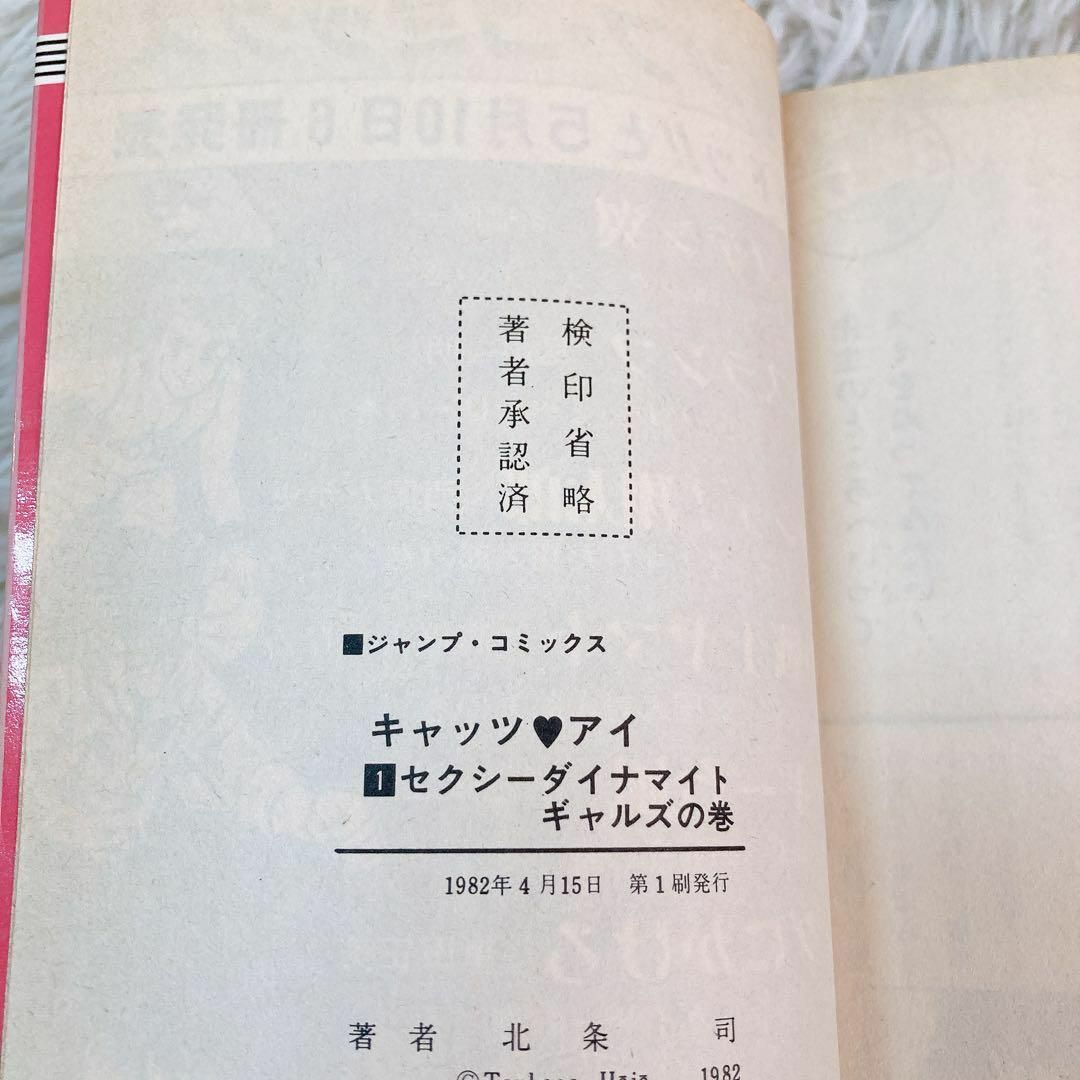 検印省略
著者承認済
■ジャンプ・コミックス
キャッツ♥アイ
1セクシーダイナマイト
ギャルズの巻
1982年4月15日 第1刷発行
著者 北条 司
1982